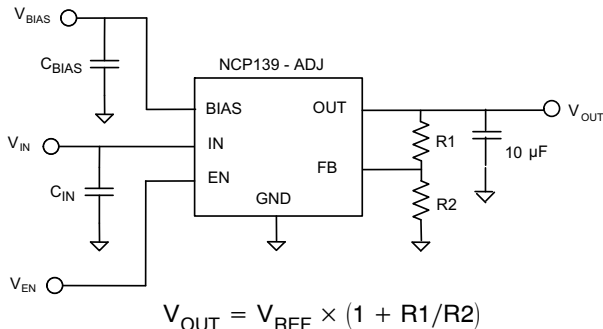 V_BIAS
C_BIAS
NCP139 - ADJ
BIAS
OUT
V_OUT
V_IN
IN
R1
10 µF
C_IN
EN
FB
GND
R2
V_EN
V_OUT = V_REF × (1 + R1/R2)